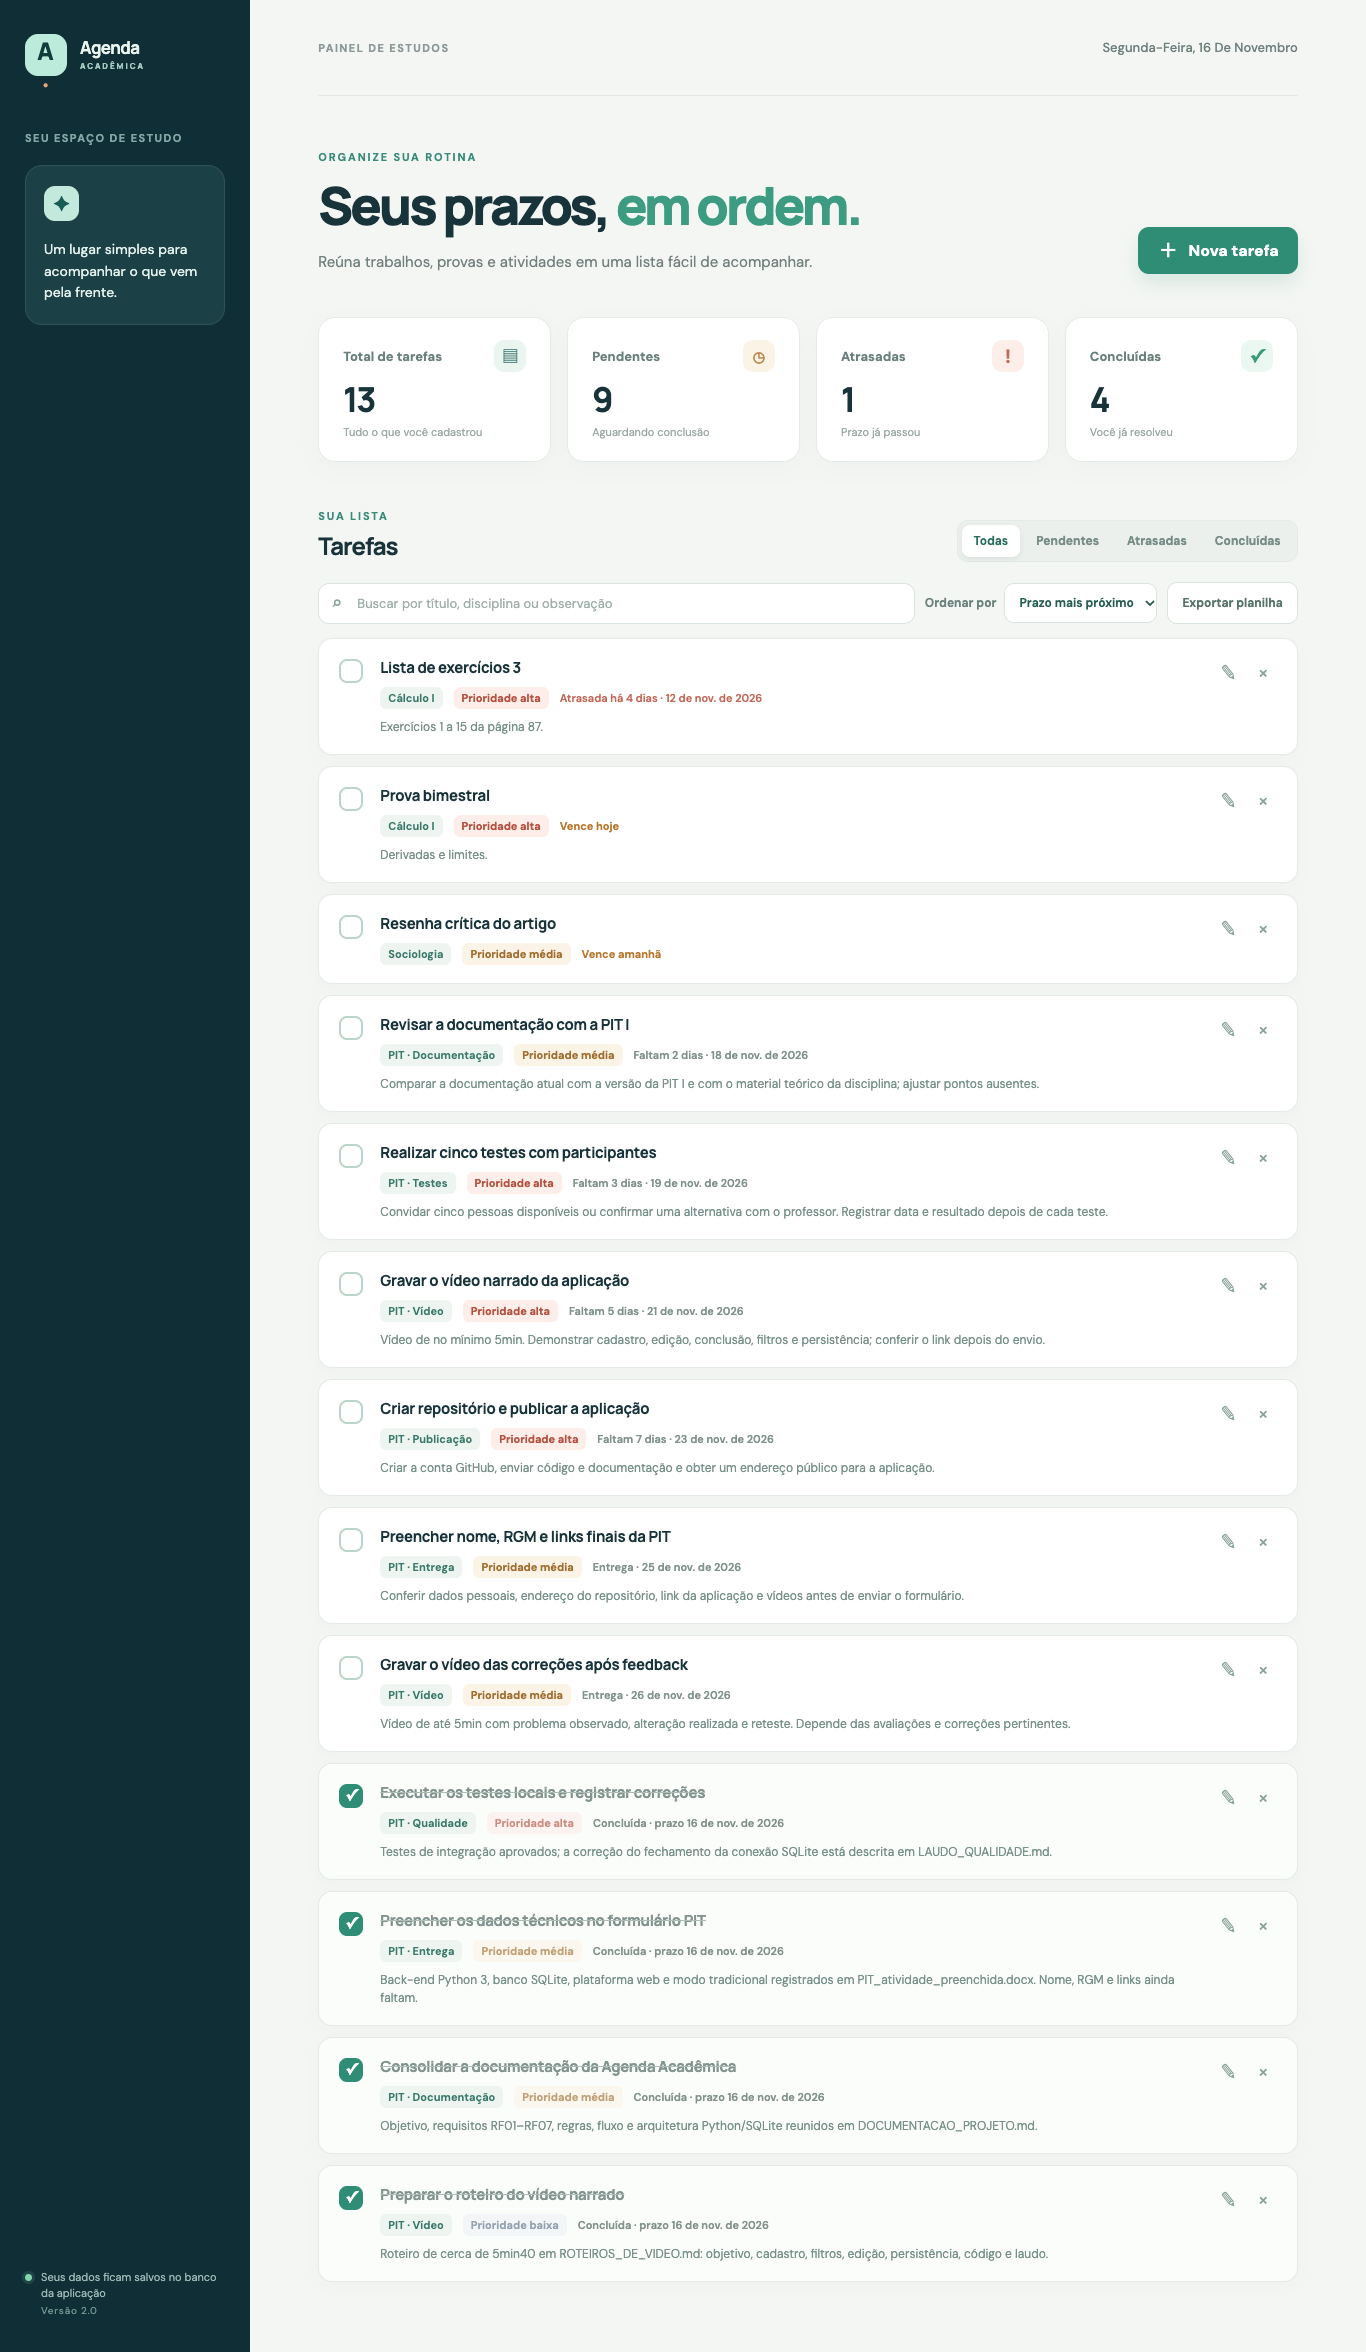 A
Agenda
ACADÊMICA
SEU ESPAÇO DE ESTUDO
Um lugar simples para
acompanhar o que vem
pela frente.
Seus dados ficam salvos no banco
da aplicação
Versão 2.0
PAINEL DE ESTUDOS
Segunda-Feira, 16 De Novembro
ORGANIZE SUA ROTINA
Seus prazos, em ordem.
Reúna trabalhos, provas e atividades em uma lista fácil de acompanhar.
+ Nova tarefa
Total de tarefas
13
Tudo o que você cadastrou
Pendentes
9
Aguardando conclusão
Atrasadas
!
1
Prazo já passou
Concluídas
✓
4
Você já resolveu
SUA LISTA
Tarefas
Todas Pendentes Atrasadas Concluídas
Buscar por título, disciplina ou observação
Ordenar por Prazo mais próximo Exportar planilha
Lista de exercícios 3
Cálculo I Prioridade alta Atrasada há 4 dias · 12 de nov. de 2026
Exercícios 1 a 15 da página 87.
Prova bimestral
Cálculo I Prioridade alta Vence hoje
Derivadas e limites.
Resenha crítica do artigo
Sociologia Prioridade média Vence amanhã
Revisar a documentação com a PIT I
PIT · Documentação Prioridade média Faltam 2 dias · 18 de nov. de 2026
Comparar a documentação atual com a versão da PIT I e com o material teórico da disciplina; ajustar pontos ausentes.
Realizar cinco testes com participantes
PIT · Testes Prioridade alta Faltam 3 dias · 19 de nov. de 2026
Convidar cinco pessoas disponíveis ou confirmar uma alternativa com o professor. Registrar data e resultado depois de cada teste.
Gravar o vídeo narrado da aplicação
PIT · Vídeo Prioridade alta Faltam 5 dias · 21 de nov. de 2026
Vídeo de no mínimo 5min. Demonstrar cadastro, edição, conclusão, filtros e persistência; conferir o link depois do envio.
Criar repositório e publicar a aplicação
PIT · Publicação Prioridade alta Faltam 7 dias · 23 de nov. de 2026
Criar a conta GitHub, enviar código e documentação e obter um endereço público para a aplicação.
Preencher nome, RGM e links finais da PIT
PIT · Entrega Prioridade média Entrega · 25 de nov. de 2026
Conferir dados pessoais, endereço do repositório, link da aplicação e vídeos antes de enviar o formulário.
Gravar o vídeo das correções após feedback
PIT · Vídeo Prioridade média Entrega · 26 de nov. de 2026
Vídeo de até 5min com problema observado, alteração realizada e reteste. Depende das avaliações e correções pertinentes.
Executar os testes locais e registrar correções
PIT · Qualidade Prioridade alta Concluída · prazo 16 de nov. de 2026
Testes de integração aprovados; a correção do fechamento da conexão SQLite está descrita em LAUDO_QUALIDADE.md.
Preencher os dados técnicos no formulário PIT
PIT · Entrega Prioridade média Concluída · prazo 16 de nov. de 2026
Back-end Python 3, banco SQLite, plataforma web e modo tradicional registrados em PIT_atividade_preenchida.docx. Nome, RGM e links ainda
faltam.
Consolidar a documentação da Agenda Acadêmica
PIT · Documentação Prioridade média Concluída · prazo 16 de nov. de 2026
Objetivo, requisitos RF01–RF07, regras, fluxo e arquitetura Python/SQLite reunidos em DOCUMENTACAO_PROJETO.md.
Preparar o roteiro do vídeo narrado
PIT · Vídeo Prioridade baixa Concluída · prazo 16 de nov. de 2026
Roteiro de cerca de 5min40 em ROTEIROS_DE_VIDEO.md: objetivo, cadastro, filtros, edição, persistência, código e laudo.